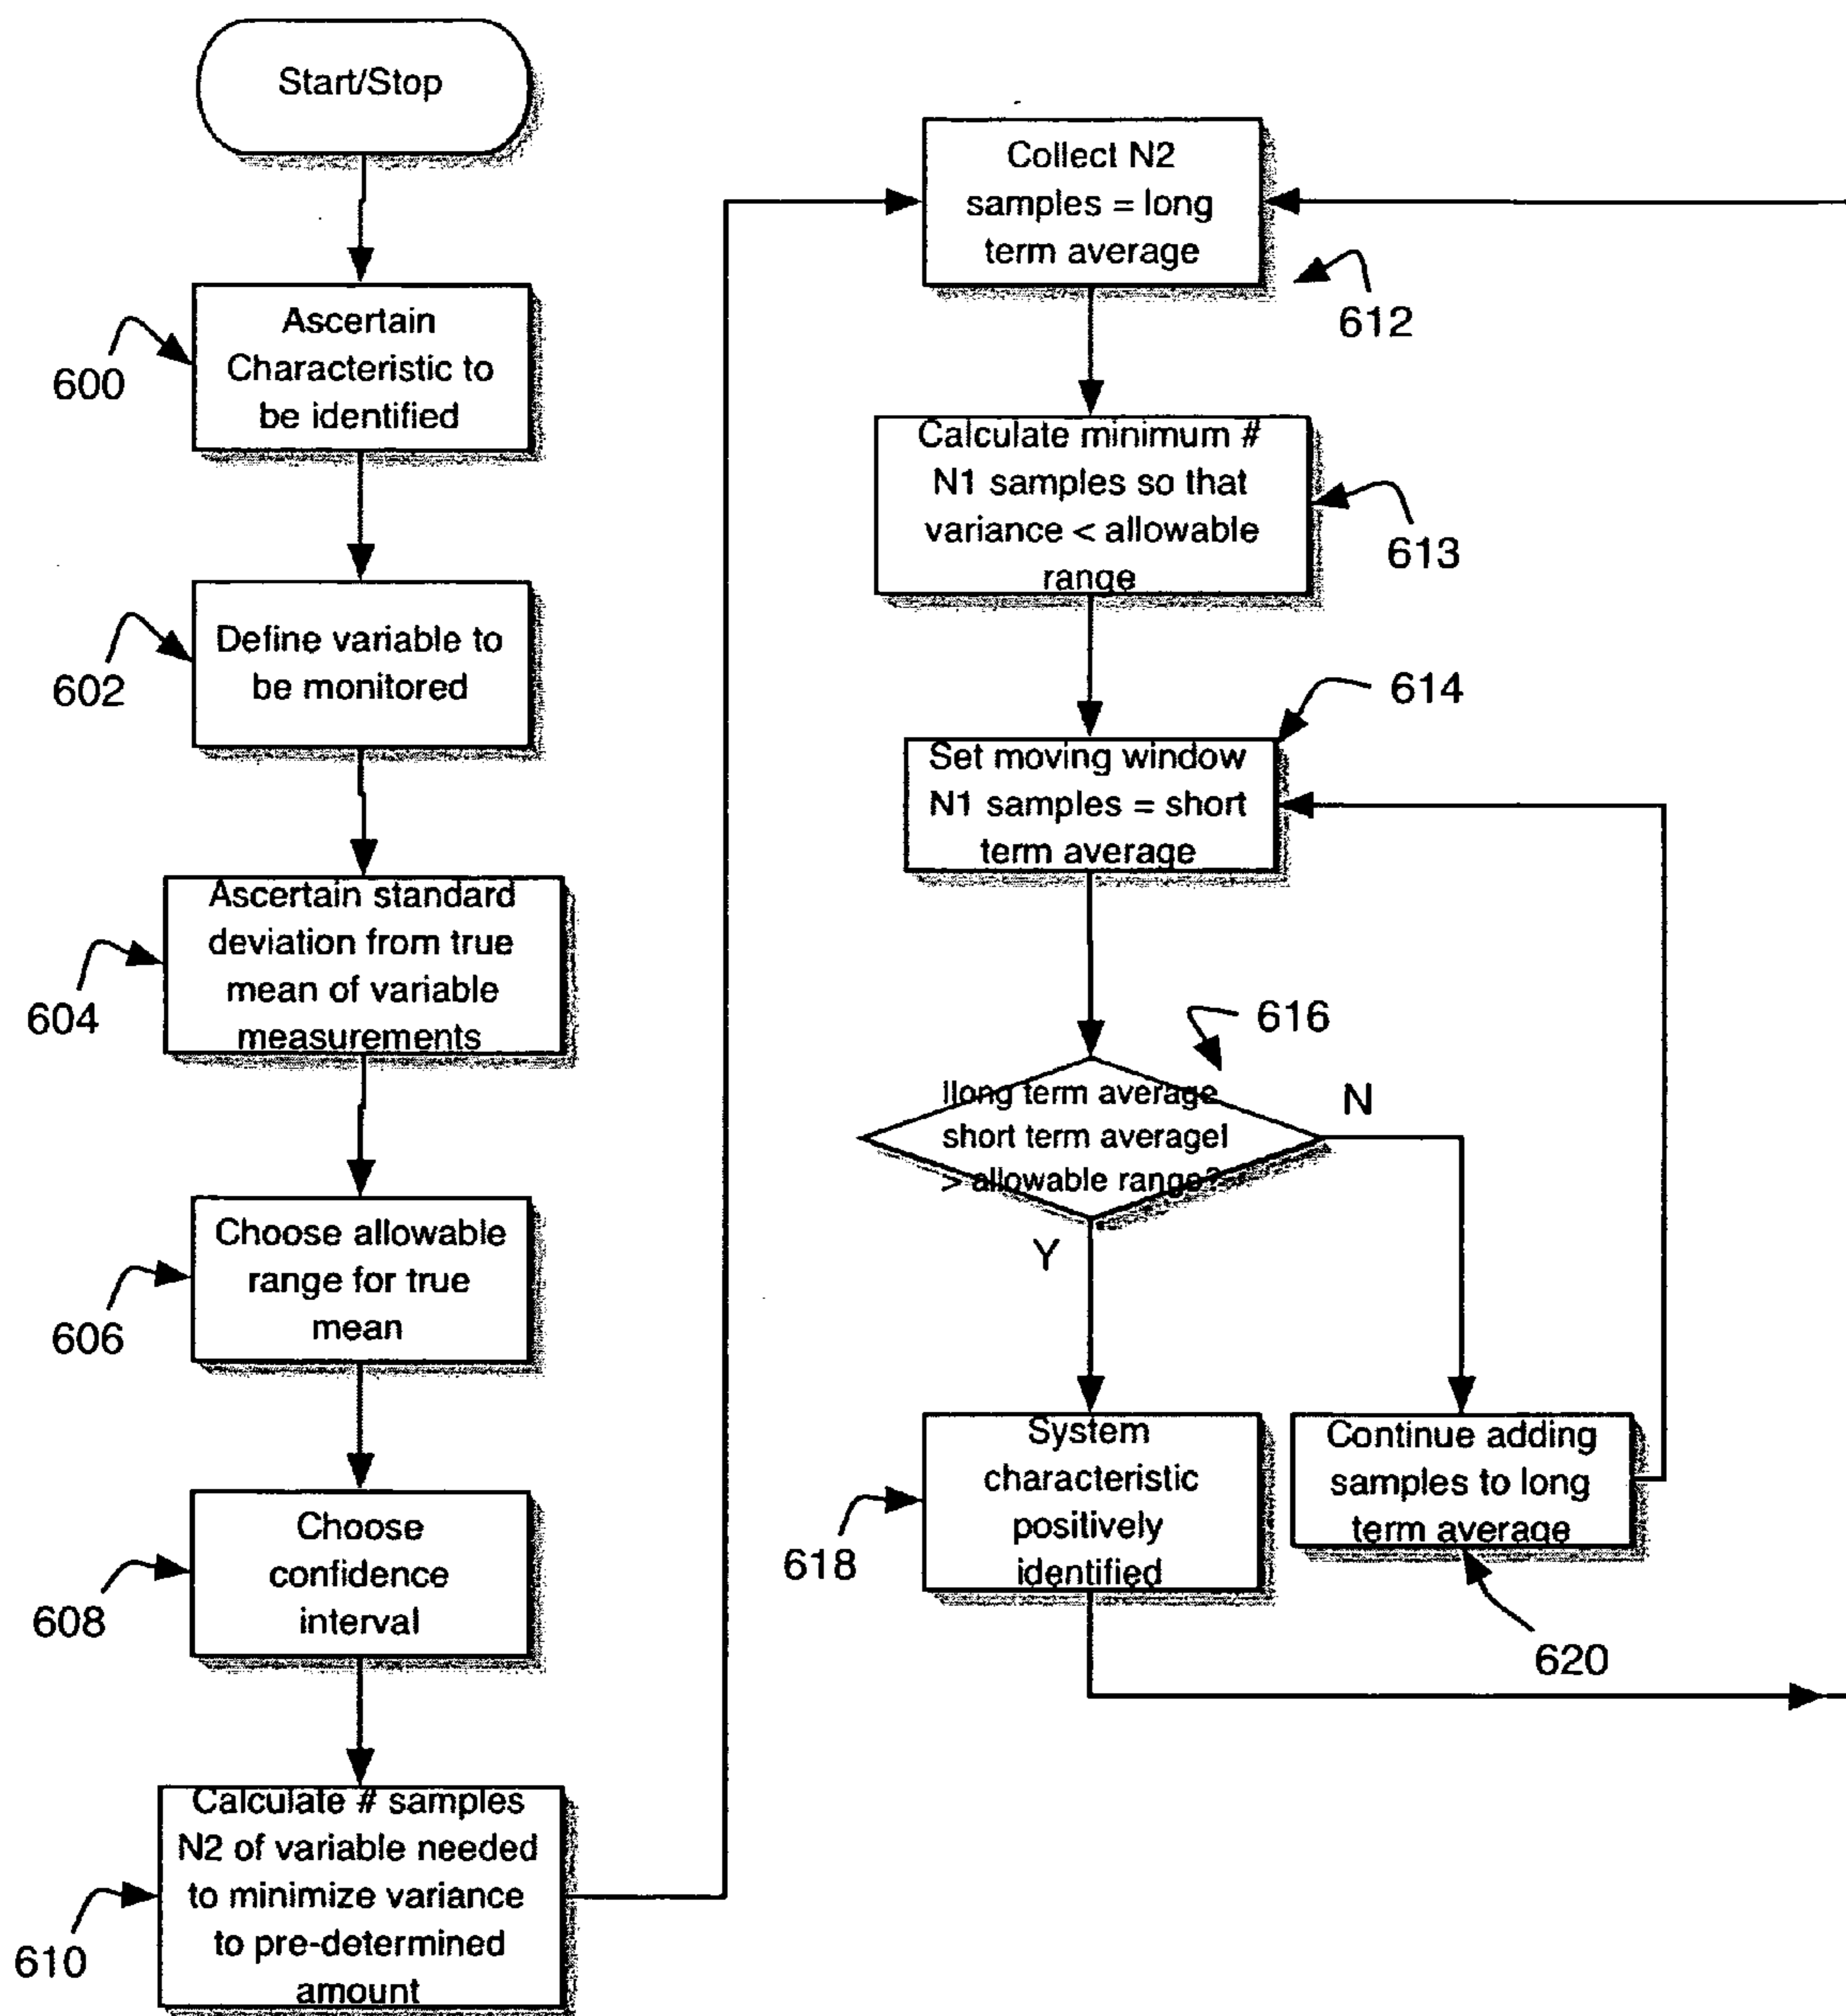 Start/Stop
Ascertain
Characteristic to
be identified
600
Define variable to
be monitored
602
Ascertain standard
deviation from true
mean of variable
measurements
604
Choose allowable
range for true
mean
606
Choose
confidence
interval
608
Calculate # samples
N2 of variable needed
to minimize variance
to pre-determined
amount
610
Collect N2
samples = long
term average
612
Calculate minimum #
N1 samples so that
variance < allowable
range
613
Set moving window
N1 samples = short
term average
614
|long term average
short term average|
> allowable range?
616
N
Y
System
characteristic
positively
identified
618
Continue adding
samples to long
term average
620